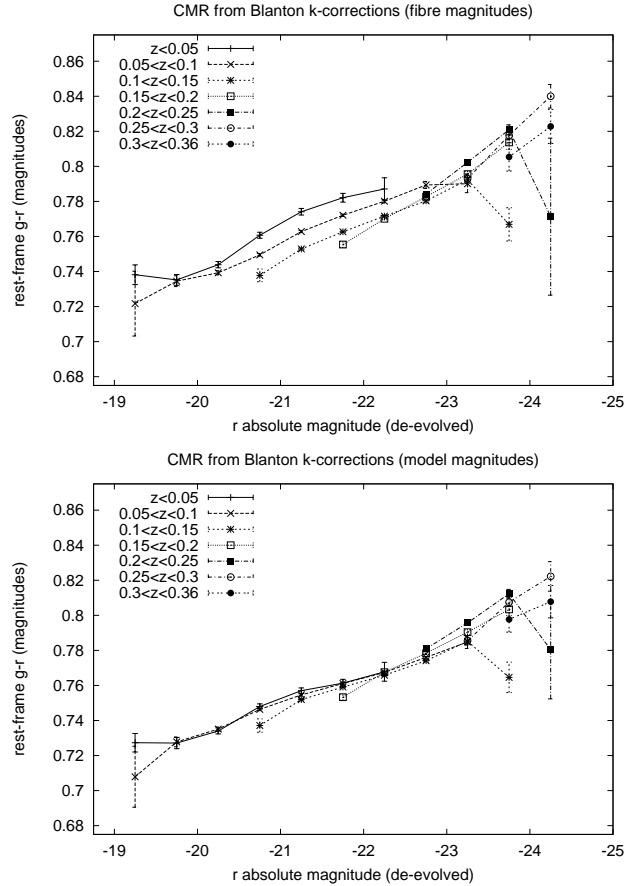 CMR from Blanton k-corrections (fibre magnitudes)
z<0.05
0.05<z<0.1
0.1<z<0.15
0.15<z<0.2
0.2<z<0.25
0.25<z<0.3
0.3<z<0.36
0.86
0.84
0.82
0.8
0.78
0.76
0.74
0.72
0.7
0.68
rest-frame g-r (magnitudes)
-19 -20 -21 -22 -23 -24 -25
r absolute magnitude (de-evolved)
CMR from Blanton k-corrections (model magnitudes)
z<0.05
0.05<z<0.1
0.1<z<0.15
0.15<z<0.2
0.2<z<0.25
0.25<z<0.3
0.3<z<0.36
0.86
0.84
0.82
0.8
0.78
0.76
0.74
0.72
0.7
0.68
rest-frame g-r (magnitudes)
-19 -20 -21 -22 -23 -24 -25
r absolute magnitude (de-evolved)